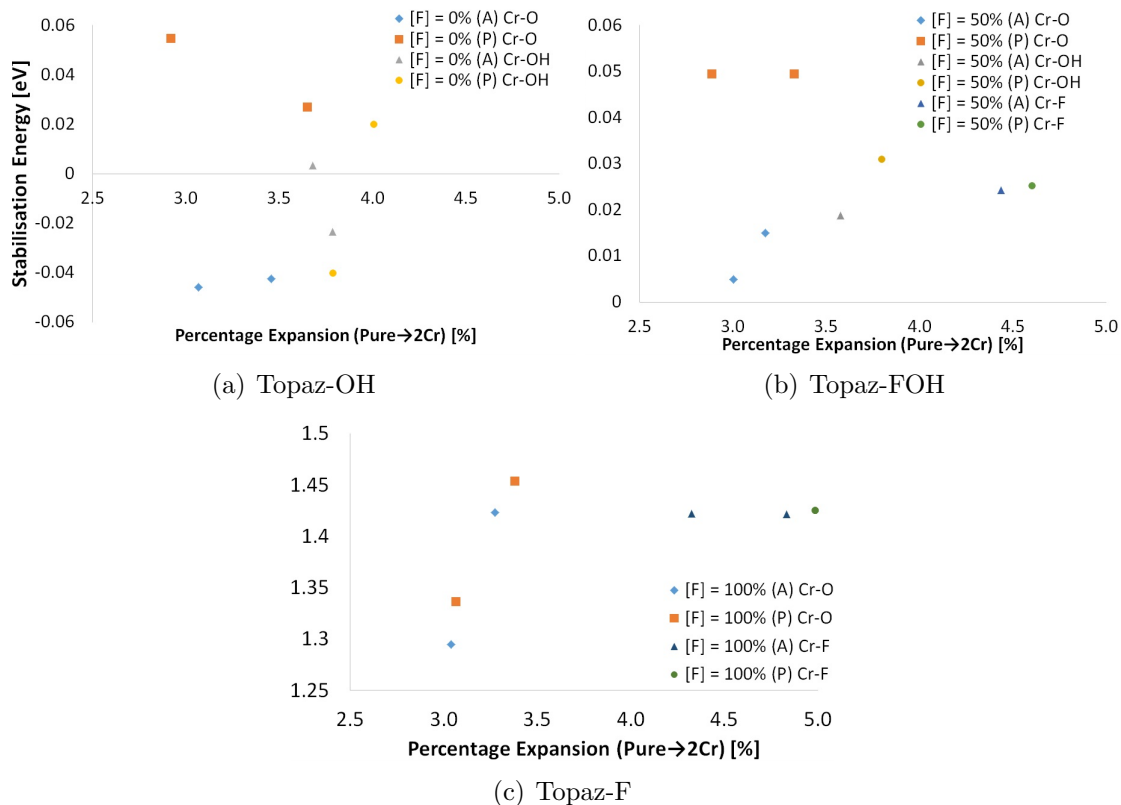 0.06
0.04
0.02
0
-0.02
-0.04
-0.06
Stabilisation Energy [eV]
[F] = 0% (A) Cr-O
[F] = 0% (P) Cr-O
[F] = 0% (A) Cr-OH
[F] = 0% (P) Cr-OH
2.5 3.0 3.5 4.0 4.5 5.0
Percentage Expansion (Pure→2Cr) [%]
(a) Topaz-OH
0.06
0.05
0.04
0.03
0.02
0.01
0
[F] = 50% (A) Cr-O
[F] = 50% (P) Cr-O
[F] = 50% (A) Cr-OH
[F] = 50% (P) Cr-OH
[F] = 50% (A) Cr-F
[F] = 50% (P) Cr-F
2.5 3.0 3.5 4.0 4.5 5.0
Percentage Expansion (Pure→2Cr) [%]
(b) Topaz-FOH
1.5
1.45
1.4
1.35
1.3
1.25
[F] = 100% (A) Cr-O
[F] = 100% (P) Cr-O
[F] = 100% (A) Cr-F
[F] = 100% (P) Cr-F
2.5 3.0 3.5 4.0 4.5 5.0
Percentage Expansion (Pure→2Cr) [%]
(c) Topaz-F